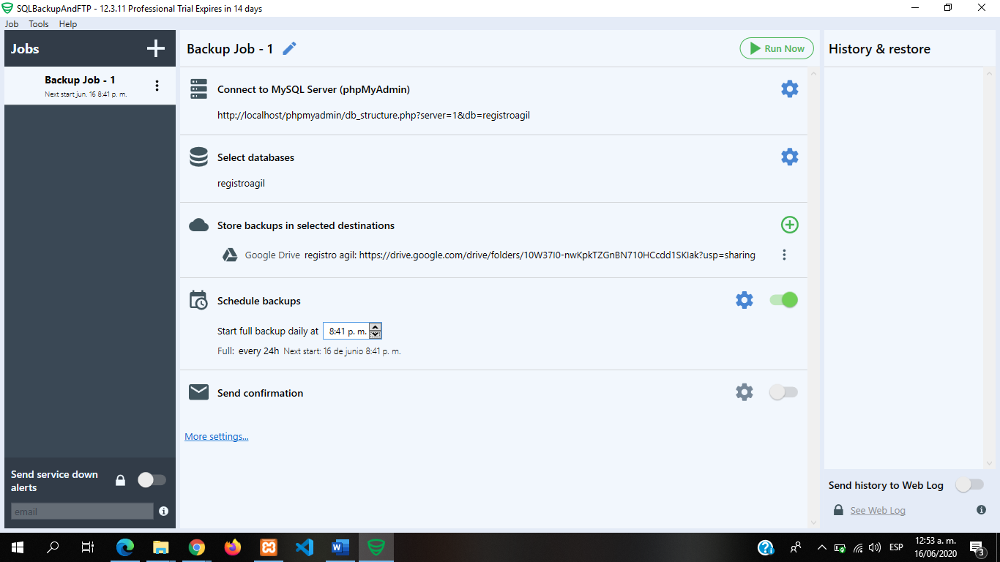 SQLBackupAndFTP - 12.3.11 Professional Trial Expires in 14 days
Job Tools Help
Jobs
Backup Job - 1
Next start jun. 16 8:41 p. m.
Send service down
alerts
email
Backup Job - 1
Run Now
Connect to MySQL Server (phpMyAdmin)
http://localhost/phpmyadmin/db_structure.php?server=1&db=registroagil
Select databases
registroagil
Store backups in selected destinations
Google Drive registro agil: https://drive.google.com/drive/folders/10W37I0-nwKpkTZGnBN710HCcdd1SKIak?usp=sharing
Schedule backups
Start full backup daily at 8:41 p. m.
Full: every 24h Next start: 16 de junio 8:41 p. m.
Send confirmation
More settings...
History & restore
Send history to Web Log
See Web Log
ESP
12:53 a. m.
16/06/2020
3